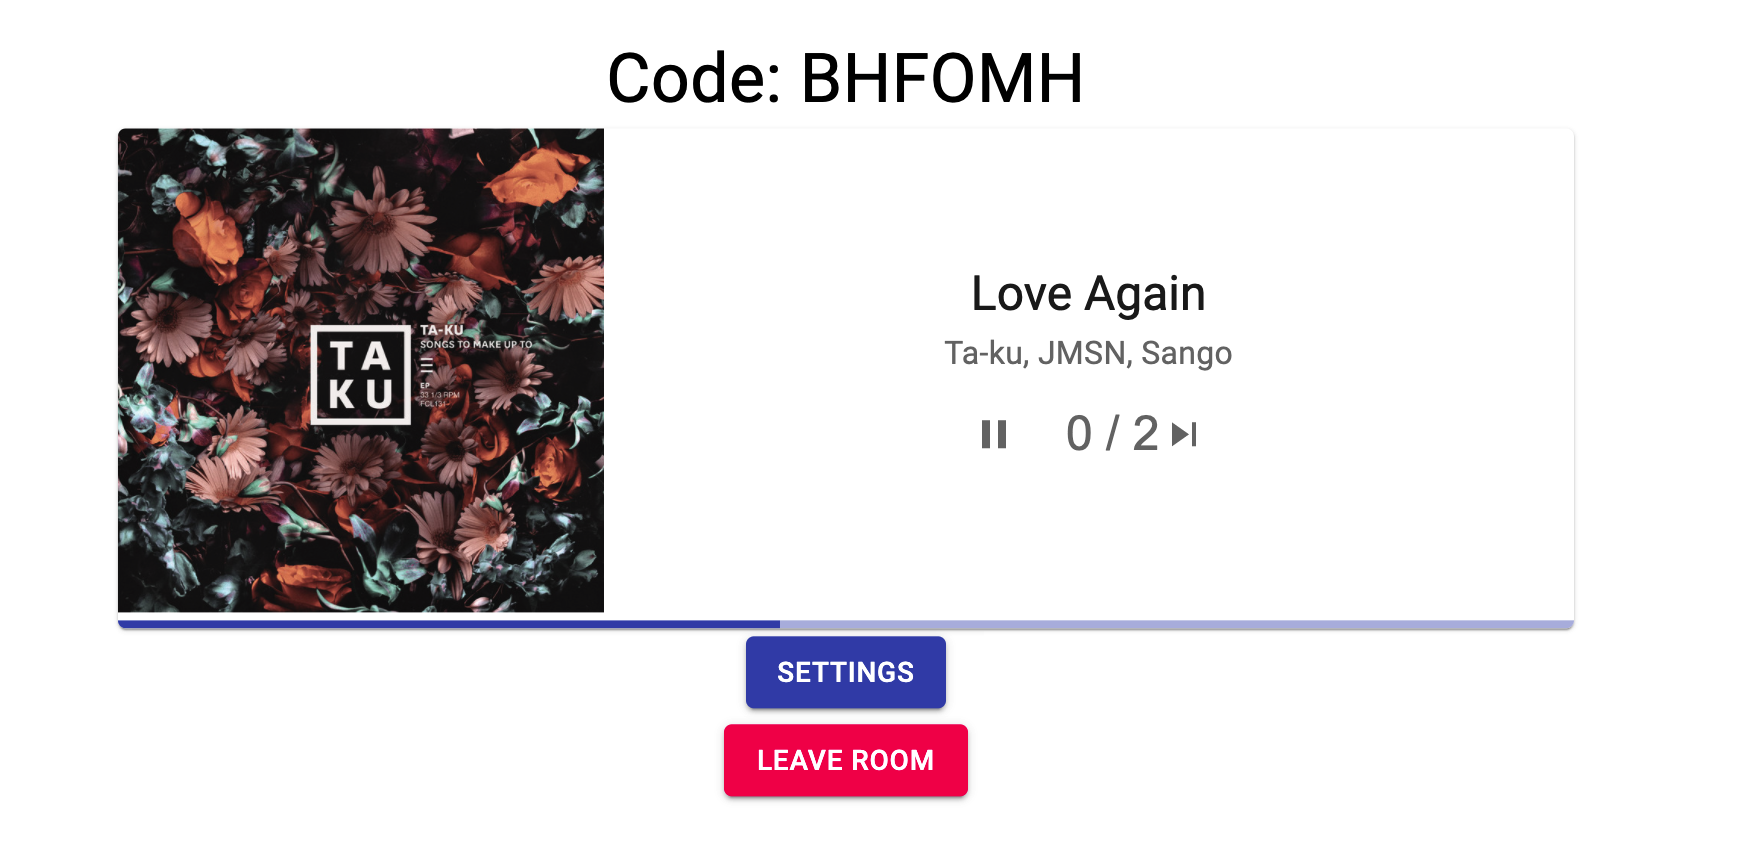 Code: BHFOMH
TA
KU
TA-KU
SONGS TO MAKE UP TO
EP
33 1/3 RPM
Love Again
Ta-ku, JMSN, Sango
0 / 2
SETTINGS
LEAVE ROOM